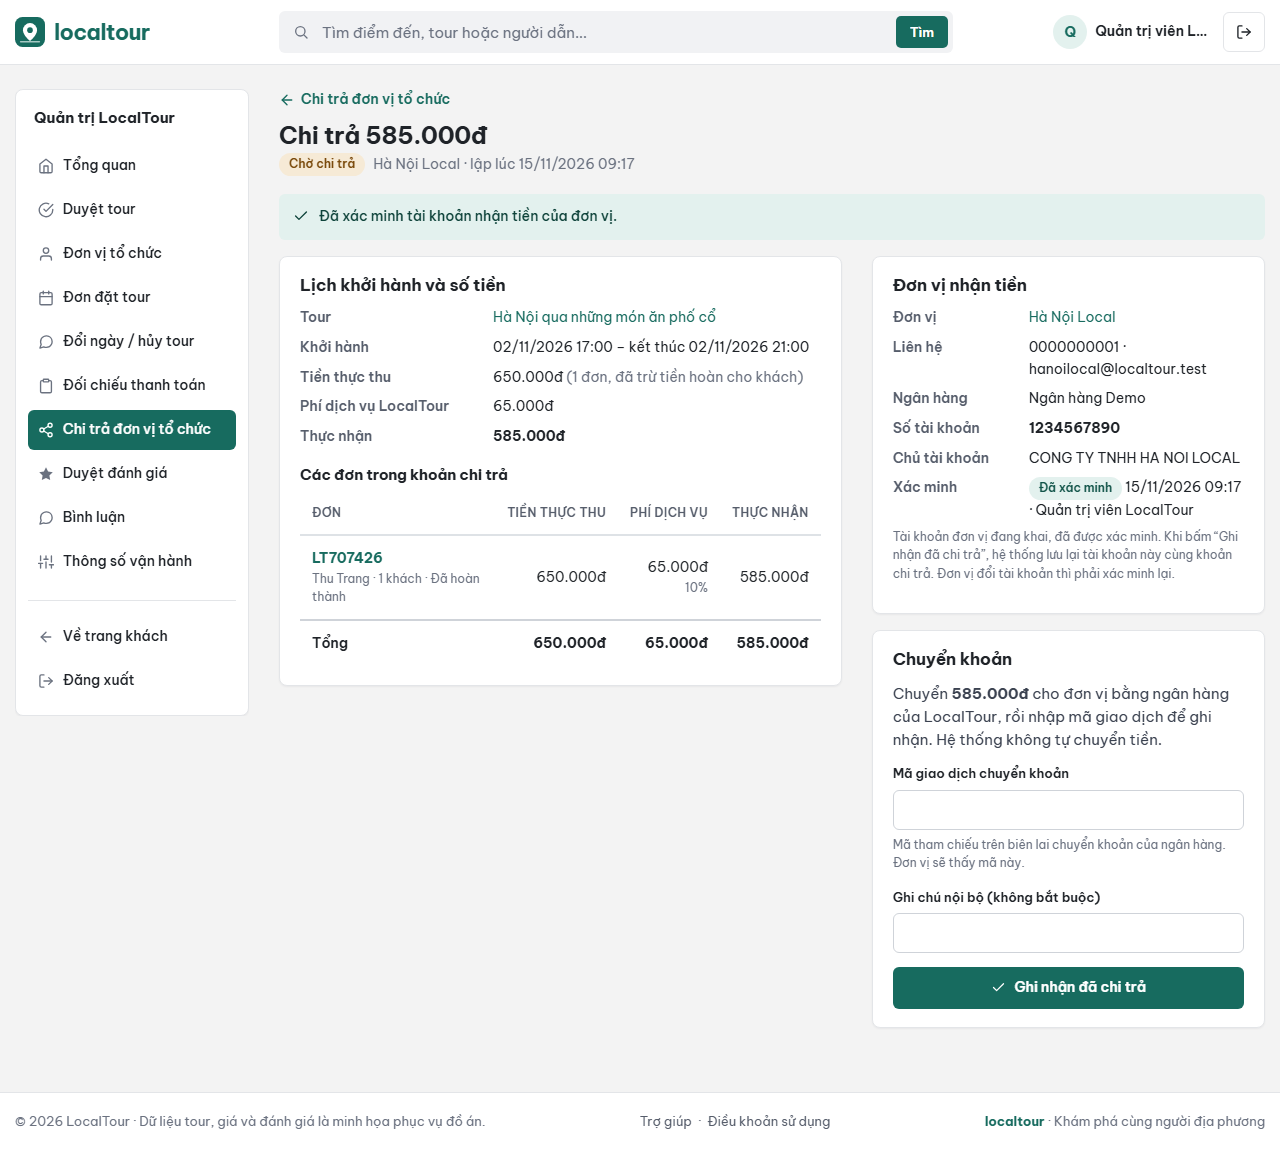 localtour
Tìm điểm đến, tour hoặc người dẫn...
Tìm
Q
Quản trị viên L...
Quản trị LocalTour
Tổng quan
Duyệt tour
Đơn vị tổ chức
Đơn đặt tour
Đổi ngày / hủy tour
Đối chiếu thanh toán
Chi trả đơn vị tổ chức
Duyệt đánh giá
Bình luận
Thông số vận hành
Về trang khách
Đăng xuất
Chi trả đơn vị tổ chức
Chi trả 585.000đ
Chờ chi trả Hà Nội Local · lập lúc 15/11/2026 09:17
Đã xác minh tài khoản nhận tiền của đơn vị.
Lịch khởi hành và số tiền
Tour Hà Nội qua những món ăn phố cổ
Khởi hành 02/11/2026 17:00 – kết thúc 02/11/2026 21:00
Tiền thực thu 650.000đ (1 đơn, đã trừ tiền hoàn cho khách)
Phí dịch vụ LocalTour 65.000đ
Thực nhận 585.000đ
Các đơn trong khoản chi trả
ĐƠN TIỀN THỰC THU PHÍ DỊCH VỤ THỰC NHẬN
LT707426
Thu Trang · 1 khách · Đã hoàn
thành
650.000đ
65.000đ
10%
585.000đ
Tổng 650.000đ 65.000đ 585.000đ
Đơn vị nhận tiền
Đơn vị Hà Nội Local
Liên hệ 0000000001 ·
hanoilocal@localtour.test
Ngân hàng Ngân hàng Demo
Số tài khoản 1234567890
Chủ tài khoản CONG TY TNHH HA NOI LOCAL
Xác minh Đã xác minh 15/11/2026 09:17
· Quản trị viên LocalTour
Tài khoản đơn vị đang khai, đã được xác minh. Khi bấm “Ghi
nhận đã chi trả”, hệ thống lưu lại tài khoản này cùng khoản
chi trả. Đơn vị đổi tài khoản thì phải xác minh lại.
Chuyển khoản
Chuyển 585.000đ cho đơn vị bằng ngân hàng
của LocalTour, rồi nhập mã giao dịch để ghi
nhận. Hệ thống không tự chuyển tiền.
Mã giao dịch chuyển khoản
Mã tham chiếu trên biên lai chuyển khoản của ngân hàng.
Đơn vị sẽ thấy mã này.
Ghi chú nội bộ (không bắt buộc)
Ghi nhận đã chi trả
© 2026 LocalTour · Dữ liệu tour, giá và đánh giá là minh họa phục vụ đồ án.
Trợ giúp · Điều khoản sử dụng
localtour · Khám phá cùng người địa phương